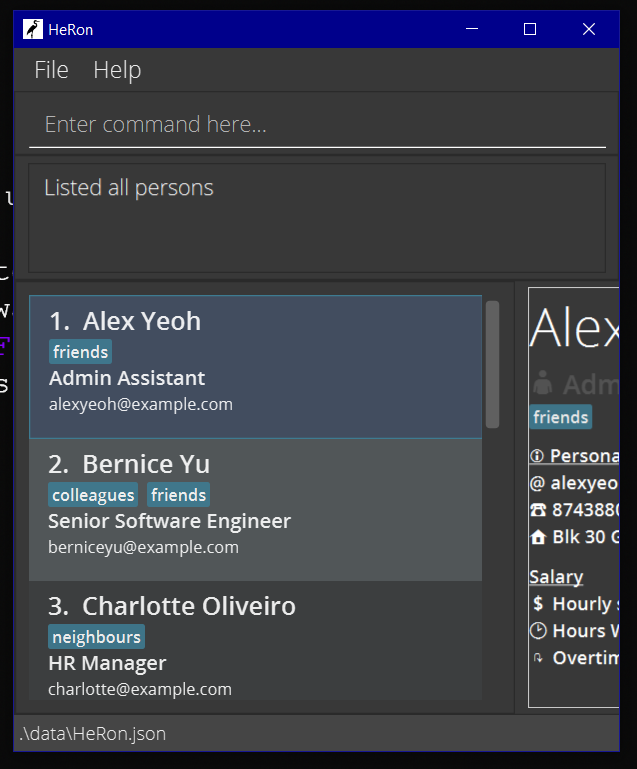 HeRon
File Help
Enter command here...
Listed all persons
1. Alex Yeoh
friends
Admin Assistant
alexyeoh@example.com
2. Bernice Yu
colleagues friends
Senior Software Engineer
berniceyu@example.com
3. Charlotte Oliveiro
neighbours
HR Manager
charlotte@example.com
Alex
Adm
friends
Persona
@ alexyeo
8743880
Blk 30 G
Salary
$ Hourly
Hours W
Overtim
.\data\HeRon.json